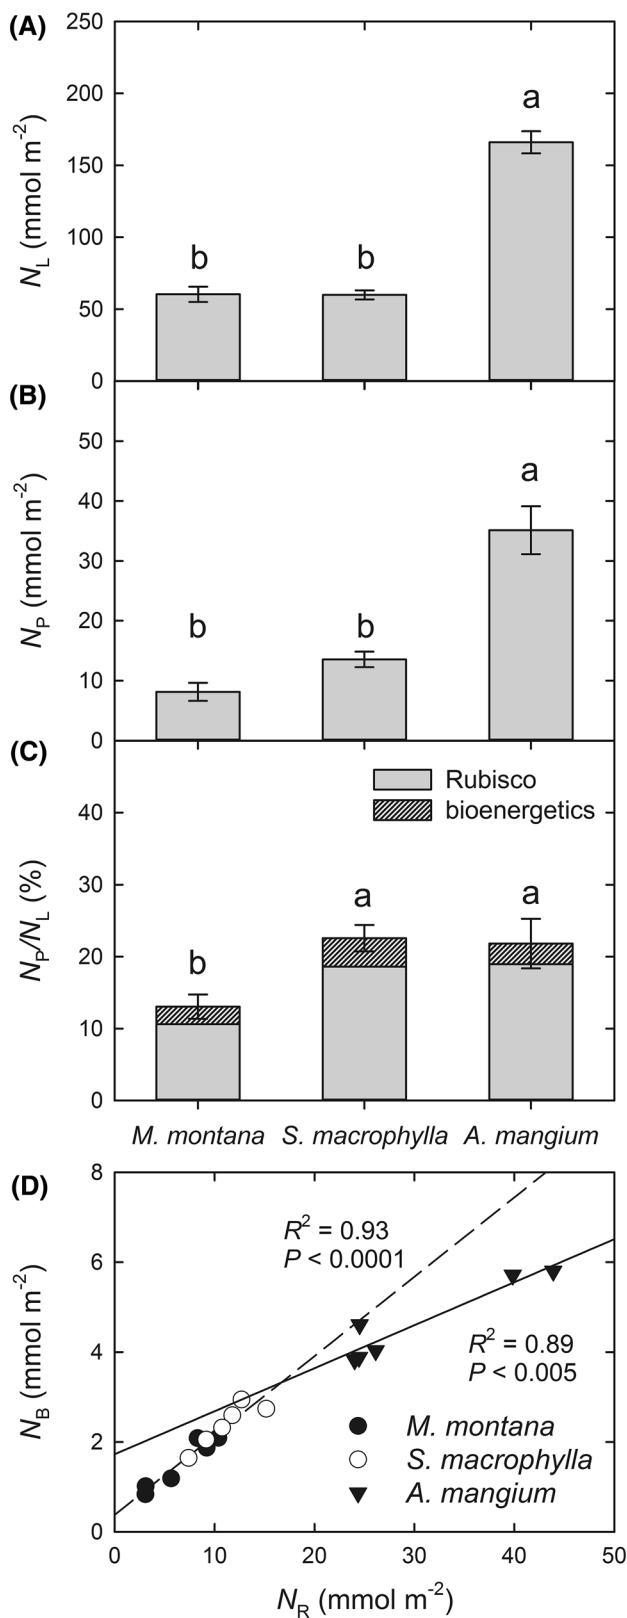 (A)
250
200
150
100
50
0
N_L (mmol m⁻²)
b
b
a
(B)
50
40
30
20
10
0
N_P (mmol m⁻²)
b
b
a
(C)
40
30
20
10
0
N_P/N_L (%)
Rubisco
bioenergetics
b
a
a
M. montana S. macrophylla A. mangium
(D)
8
6
4
2
0
N_B (mmol m⁻²)
R² = 0.93
P < 0.0001
R² = 0.89
P < 0.005
M. montana
S. macrophylla
A. mangium
0 10 20 30 40 50
N_R (mmol m⁻²)